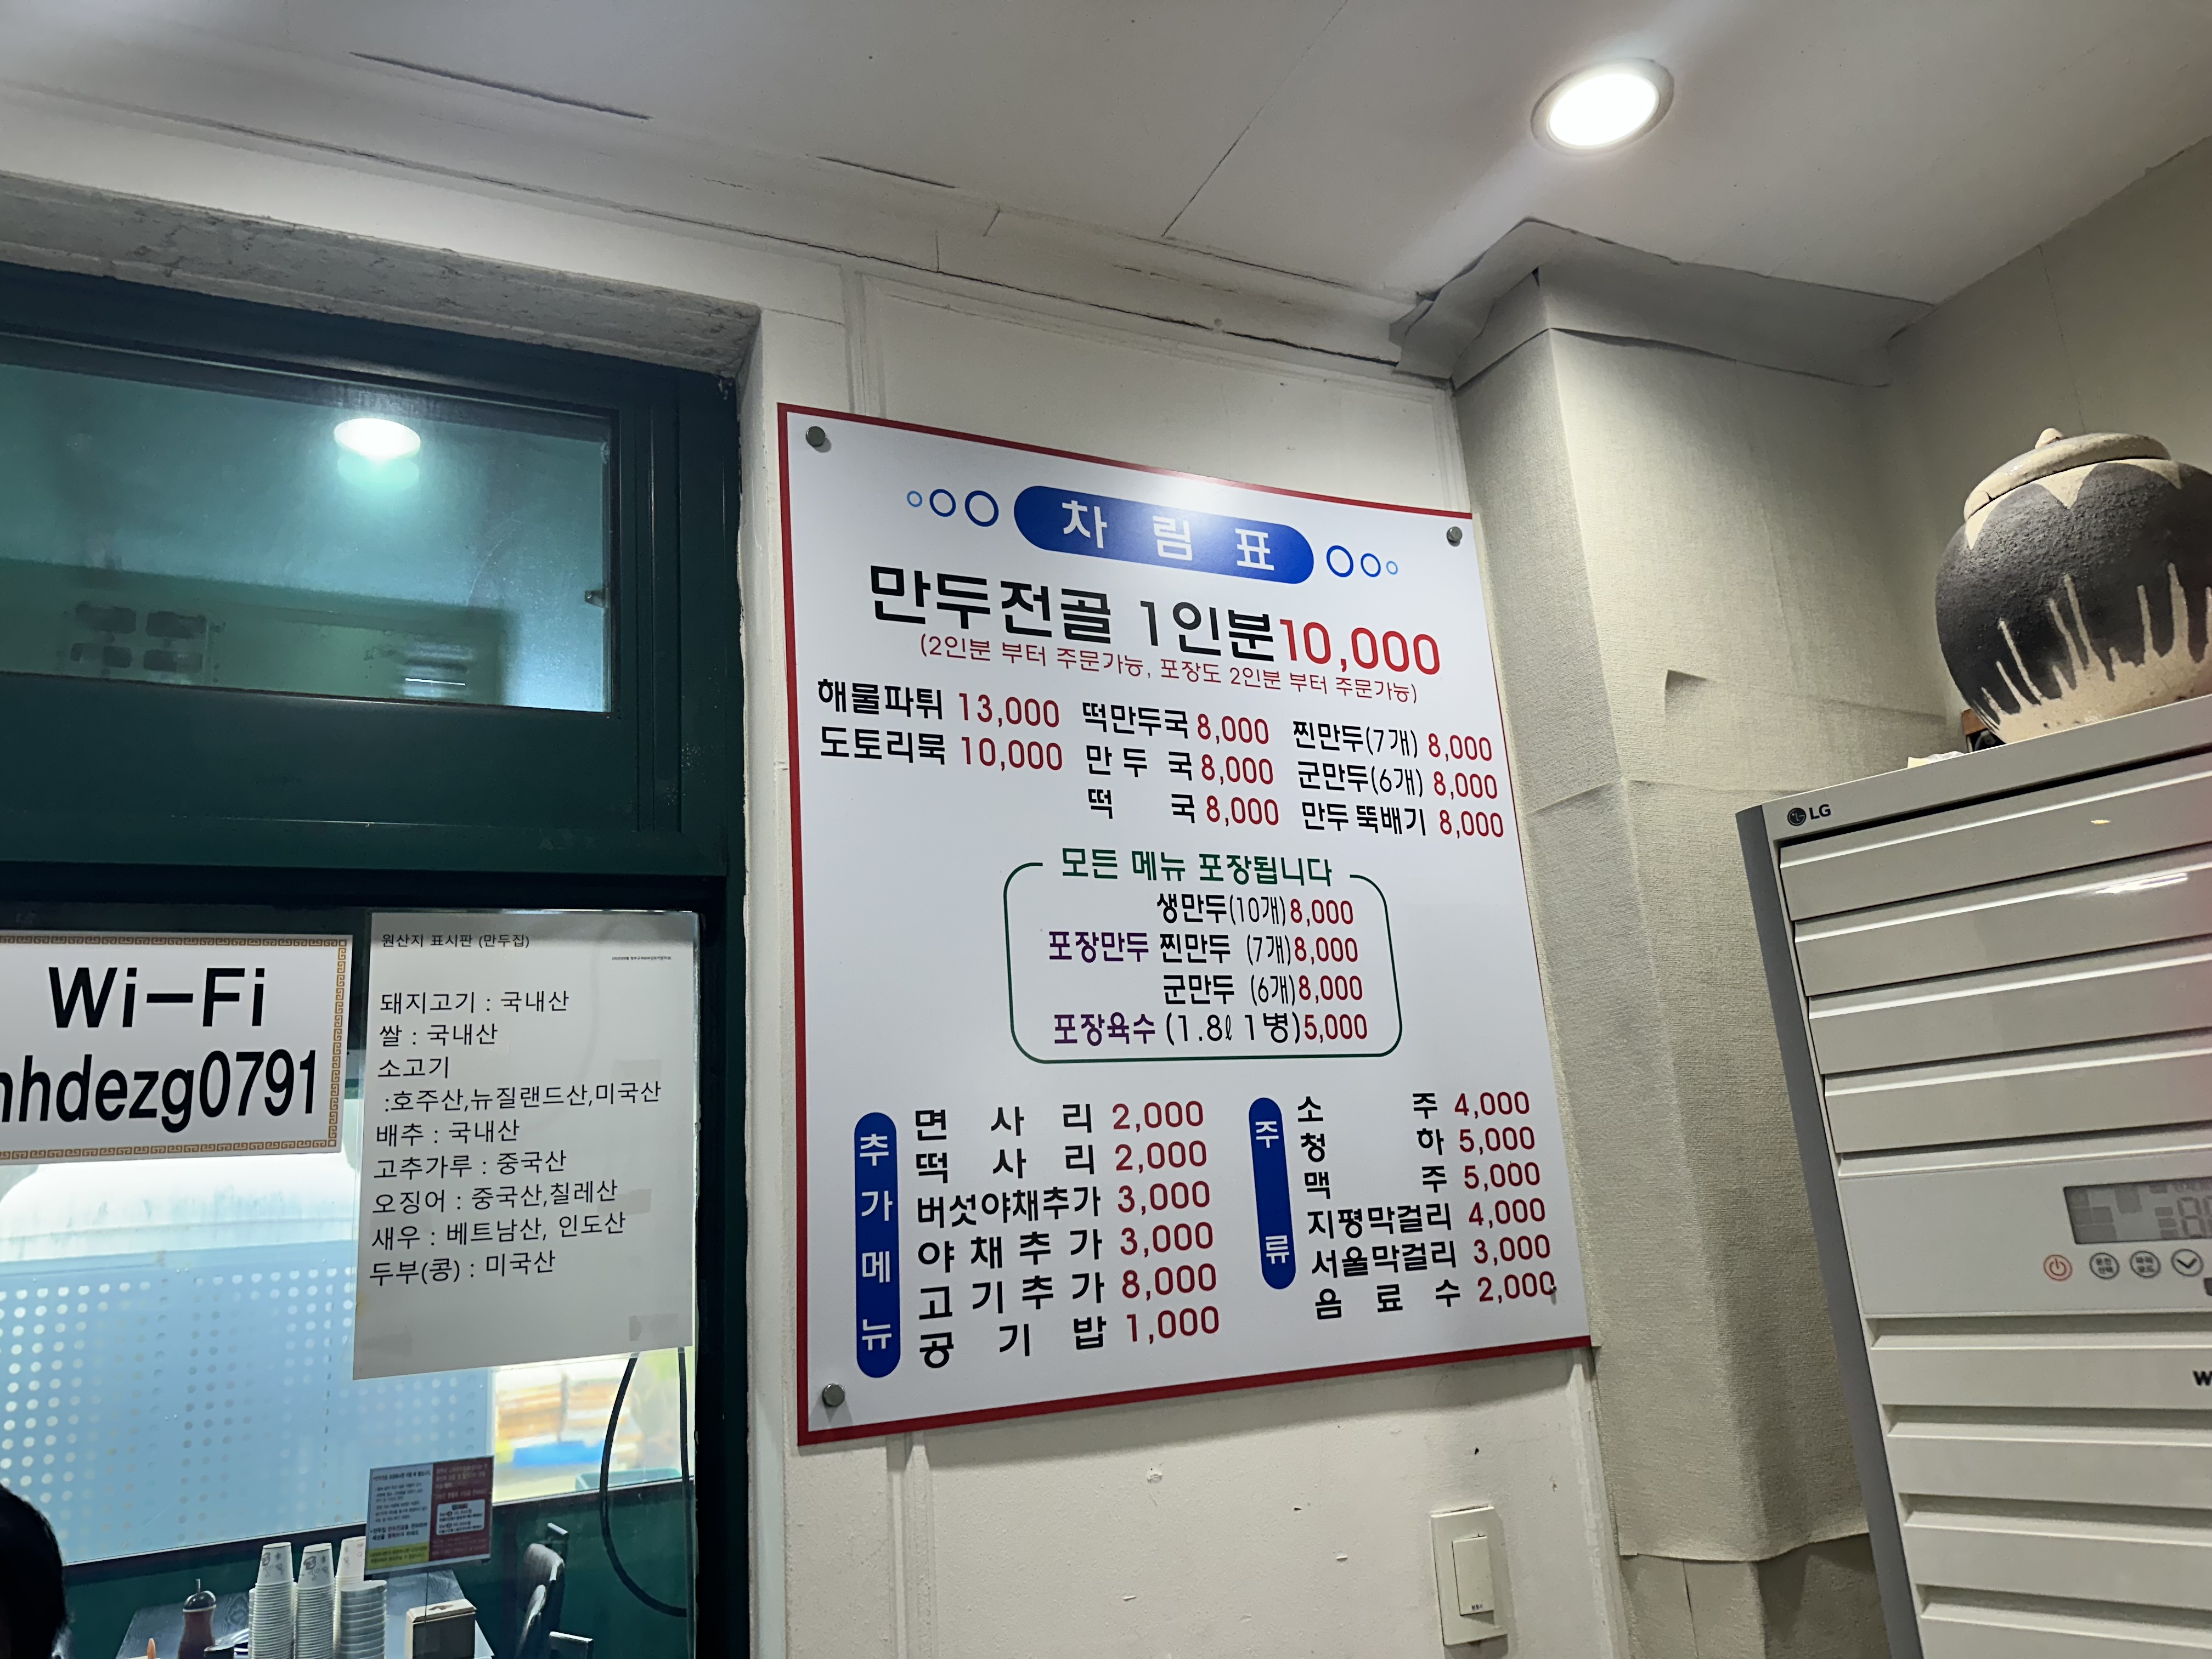 차 림 표
만두전골 1인분 10,000
(2인분 부터 주문가능, 포장도 2인분 부터 주문가능)
해물파튀 13,000 떡만두국 8,000 찐만두(7개) 8,000
도토리묵 10,000 만 두 국 8,000 군만두(6개) 8,000
떡 국 8,000 만두 뚝배기 8,000
모든 메뉴 포장됩니다
생만두(10개) 8,000
포장만두 찐만두 (7개) 8,000
군만두 (6개) 8,000
포장육수 (1.8ℓ 1병) 5,000
추가메뉴
면 사 리 2,000
떡 사 리 2,000
버섯야채추가 3,000
야 채 추 가 3,000
고 기 추 가 8,000
공 기 밥 1,000
주류
소 주 4,000
청 하 5,000
맥 주 5,000
지평막걸리 4,000
서울막걸리 3,000
음 료 수 2,000
Wi-Fi
hdezg0791
원산지 표시판 (만두집)
돼지고기 : 국내산
쌀 : 국내산
소고기
:호주산,뉴질랜드산,미국산
배추 : 국내산
고추가루 : 중국산
오징어 : 중국산,칠레산
새우 : 베트남산, 인도산
두부(콩) : 미국산
LG